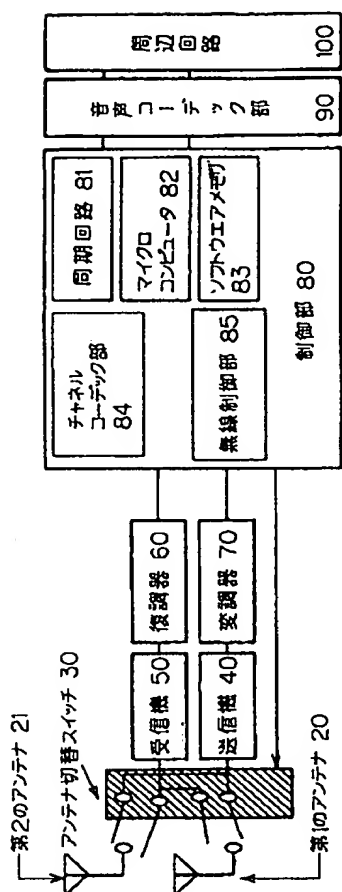 第2のアンテナ 21
アンテナ切替スイッチ 30
受信機 50
送信機 40
第1のアンテナ 20
復調器 60
変調器 70
チャネル
コーデック部
84
同期回路 81
マイクロ
コンピュータ 82
ソフトウエアメモリ
83
無線制御部 85
制御部 80
音声コーデック部
90
周辺回路
100